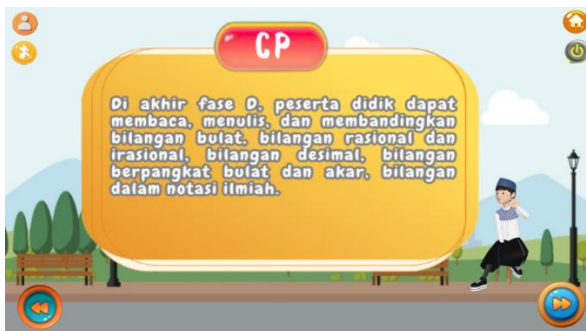 CP
Di akhir fase D, peserta didik dapat
membaca, menulis, dan membandingkan
bilangan bulat, bilangan rasional dan
irasional, bilangan desimal, bilangan
berpangkat bulat dan akar, bilangan
dalam notasi ilmiah.